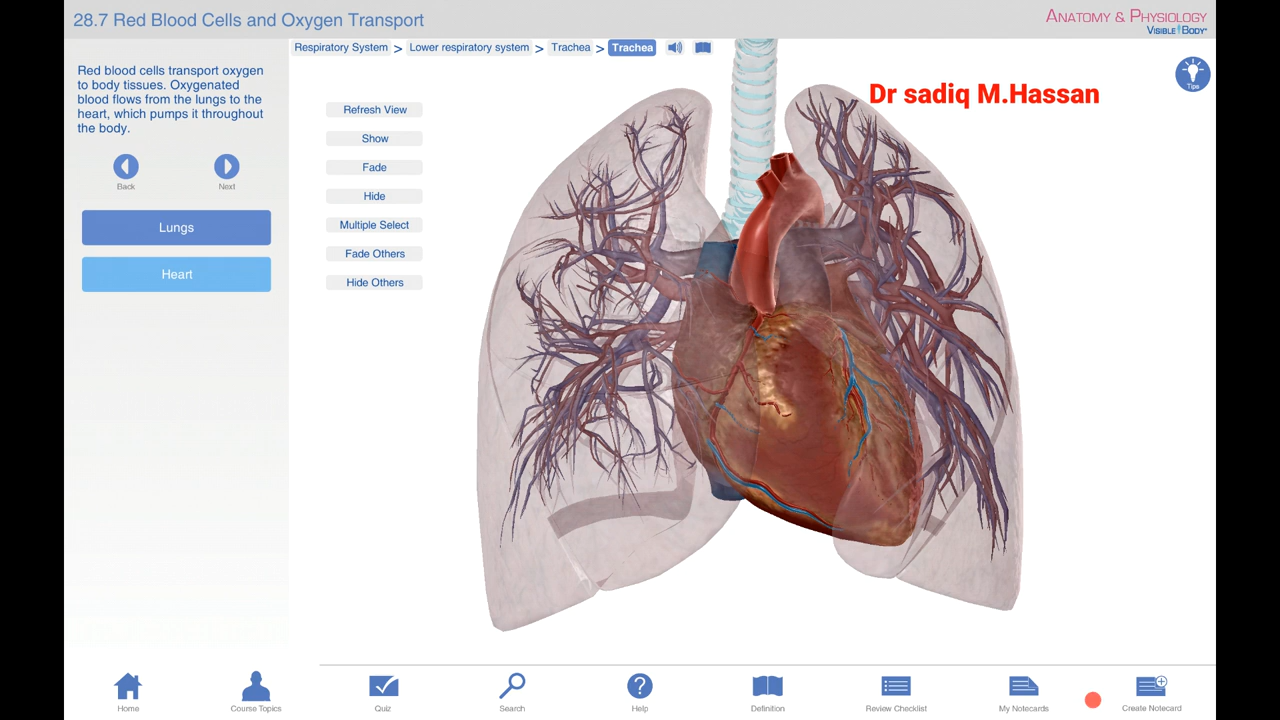 28.7 Red Blood Cells and Oxygen Transport
ANATOMY & PHYSIOLOGY
VISIBLE BODY®
Respiratory System > Lower respiratory system > Trachea > Trachea
Red blood cells transport oxygen
to body tissues. Oxygenated
blood flows from the lungs to the
heart, which pumps it throughout
the body.
Back
Next
Lungs
Heart
Refresh View
Show
Fade
Hide
Multiple Select
Fade Others
Hide Others
Dr sadiq M.Hassan
Tips
Home
Course Topics
Quiz
Search
Help
Definition
Review Checklist
My Notecards
Create Notecard